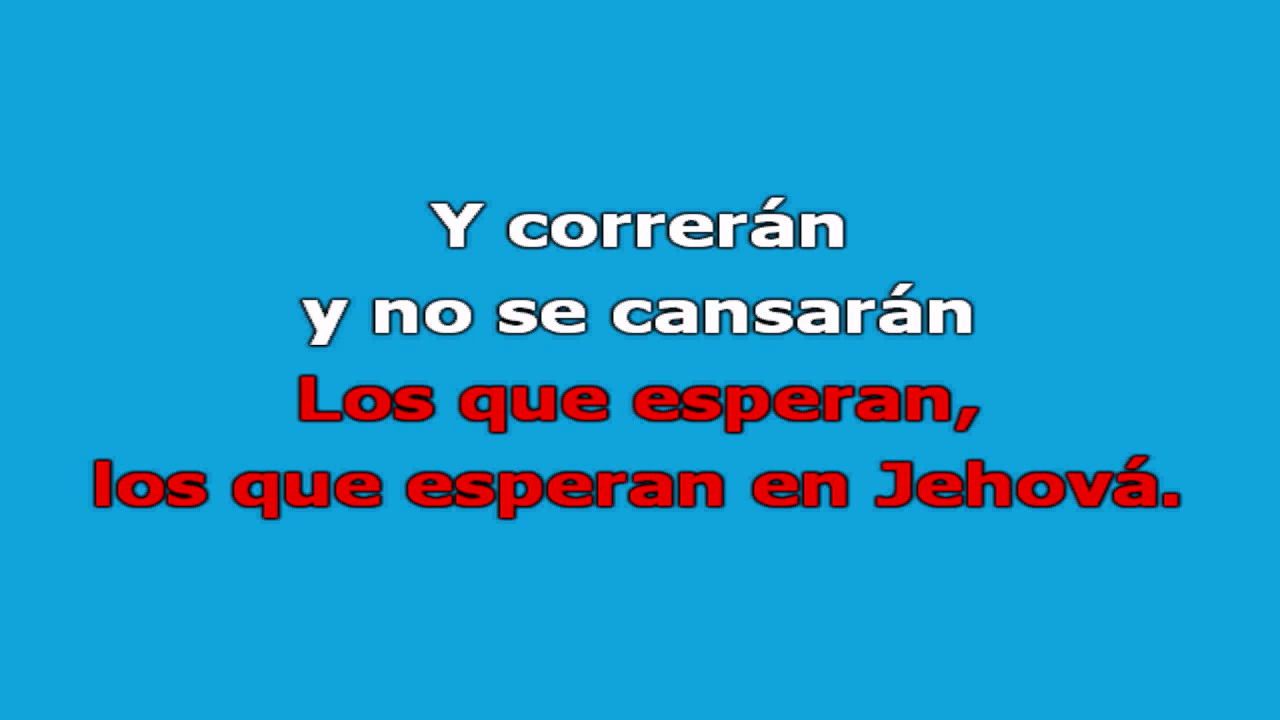 Y correrán
y no se cansarán
Los que esperan,
los que esperan en Jehová.